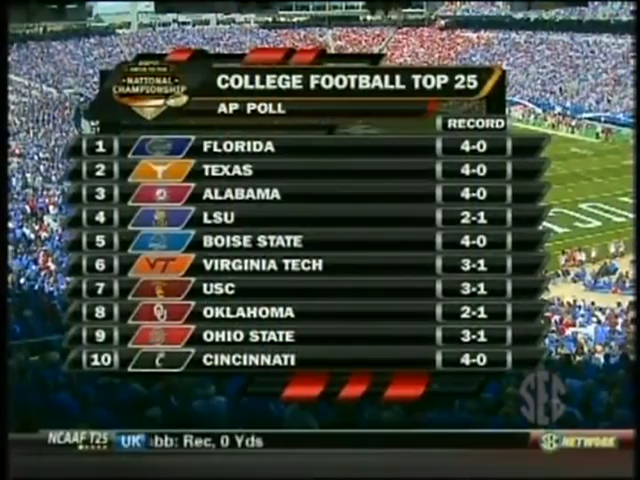 NATIONAL
CHAMPIONSHIP
COLLEGE FOOTBALL TOP 25
AP POLL
RECORD
1 FLORIDA 4-0
2 TEXAS 4-0
3 ALABAMA 4-0
4 LSU 2-1
5 BOISE STATE 4-0
6 VT VIRGINIA TECH 3-1
7 USC 3-1
8 OU OKLAHOMA 2-1
9 OHIO STATE 3-1
10 C CINCINNATI 4-0
SEC
NCAAF T25 UK bb: Rec, 0 Yds SEC NETWORK